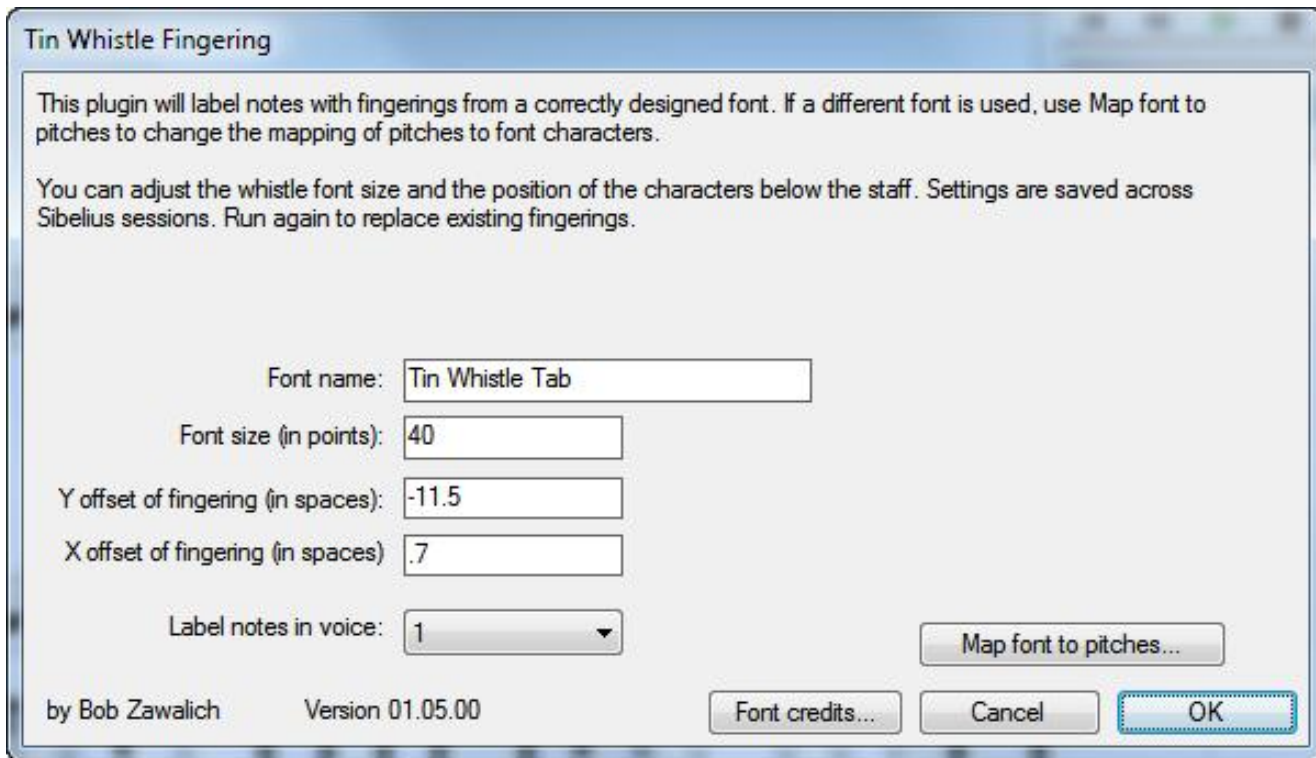 Tin Whistle Fingering
This plugin will label notes with fingerings from a correctly designed font. If a different font is used, use Map font to
pitches to change the mapping of pitches to font characters.
You can adjust the whistle font size and the position of the characters below the staff. Settings are saved across
Sibelius sessions. Run again to replace existing fingerings.
Font name: Tin Whistle Tab
Font size (in points): 40
Y offset of fingering (in spaces): -11.5
X offset of fingering (in spaces) .7
Label notes in voice: 1
Map font to pitches...
by Bob Zawalich Version 01.05.00 Font credits... Cancel OK